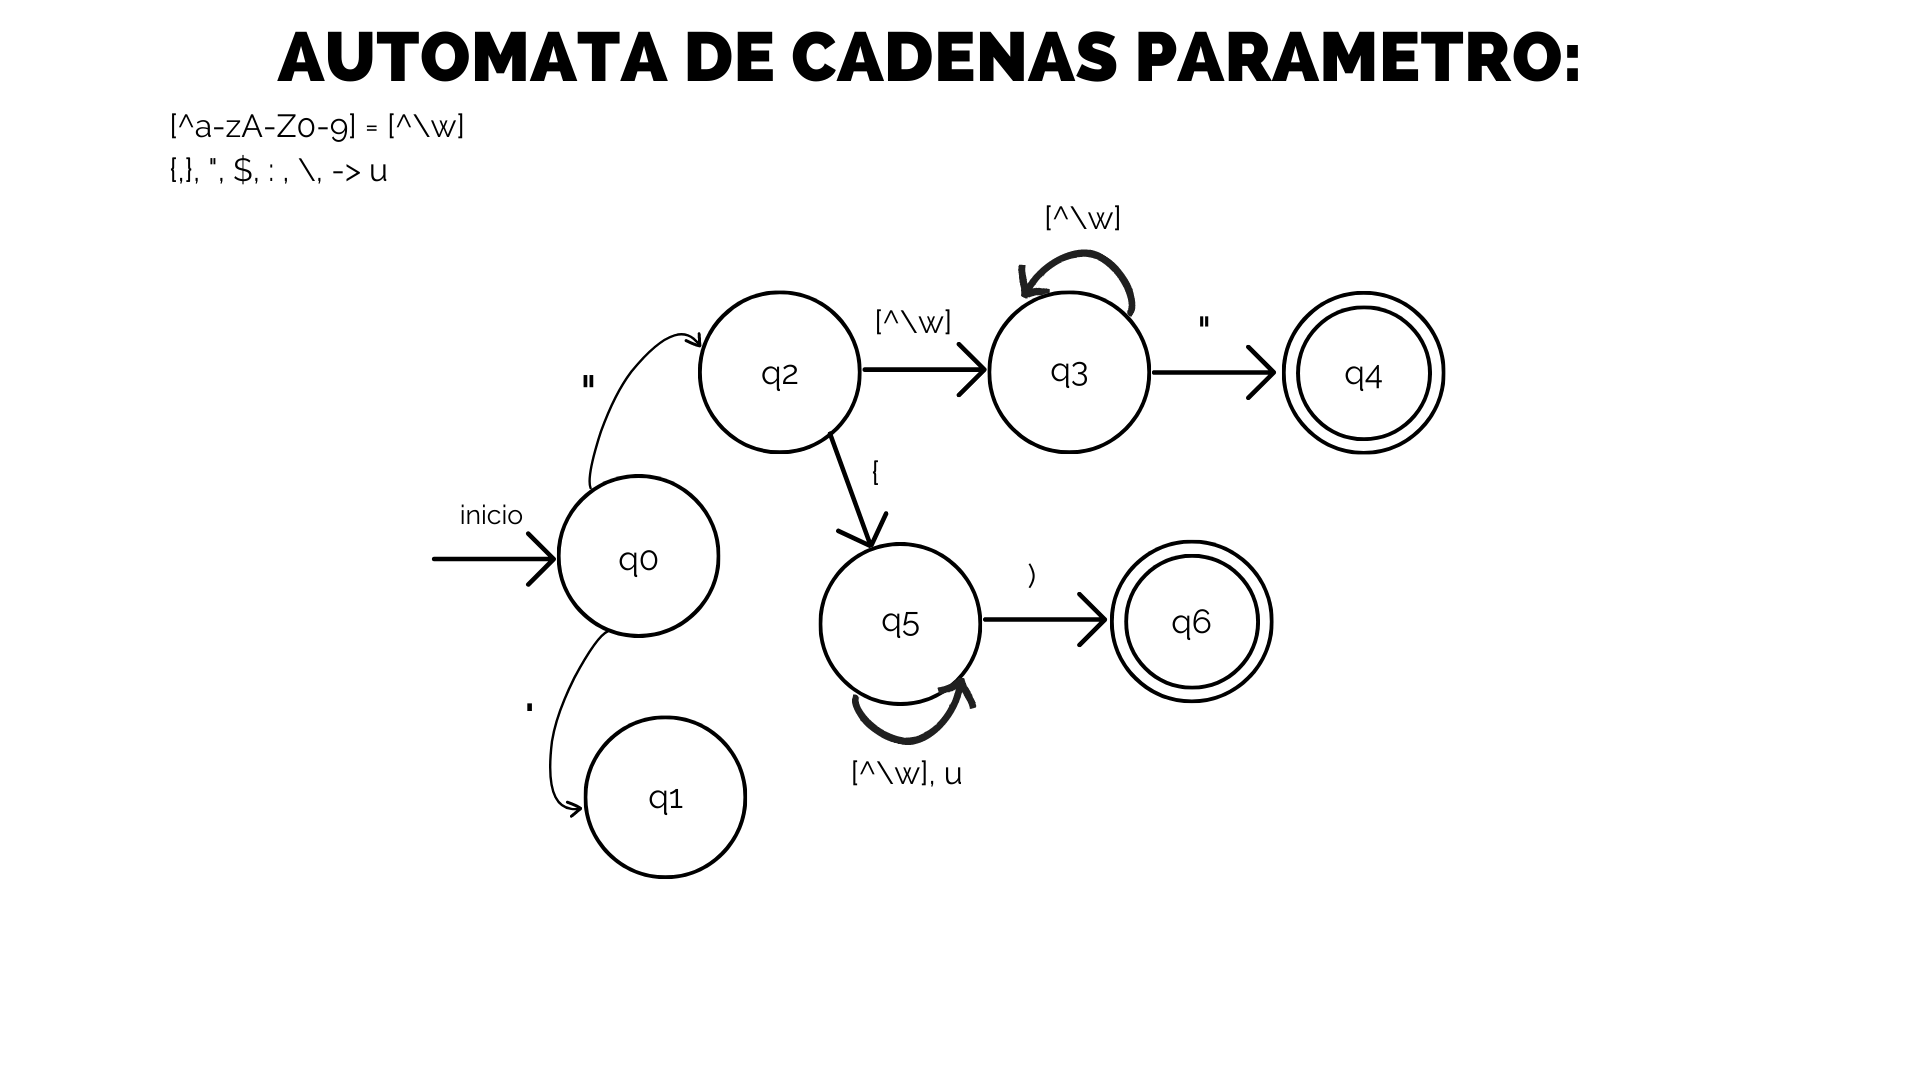 AUTOMATA DE CADENAS PARAMETRO:
[^a-zA-Z0-9] = [^\w]
{,}, ", $, : , \, -> u
[^\w]
[^\w]
"
"
q2
q3
q4
{
inicio
q0
)
q5
q6
'
[^\w], u
q1